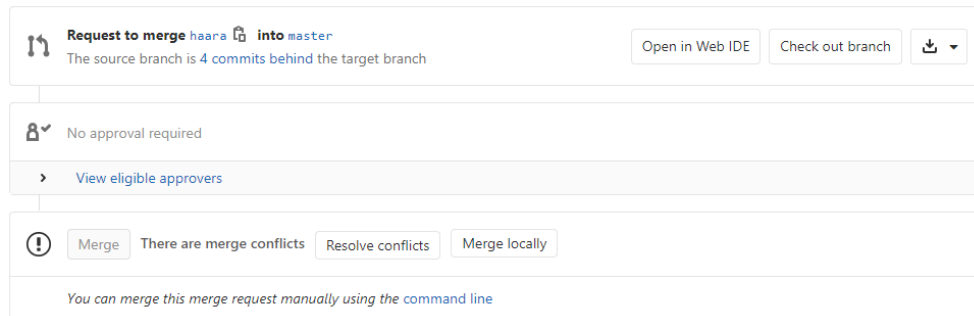 Request to merge haara into master
The source branch is 4 commits behind the target branch
Open in Web IDE
Check out branch
No approval required
View eligible approvers
Merge
There are merge conflicts
Resolve conflicts
Merge locally
You can merge this merge request manually using the command line